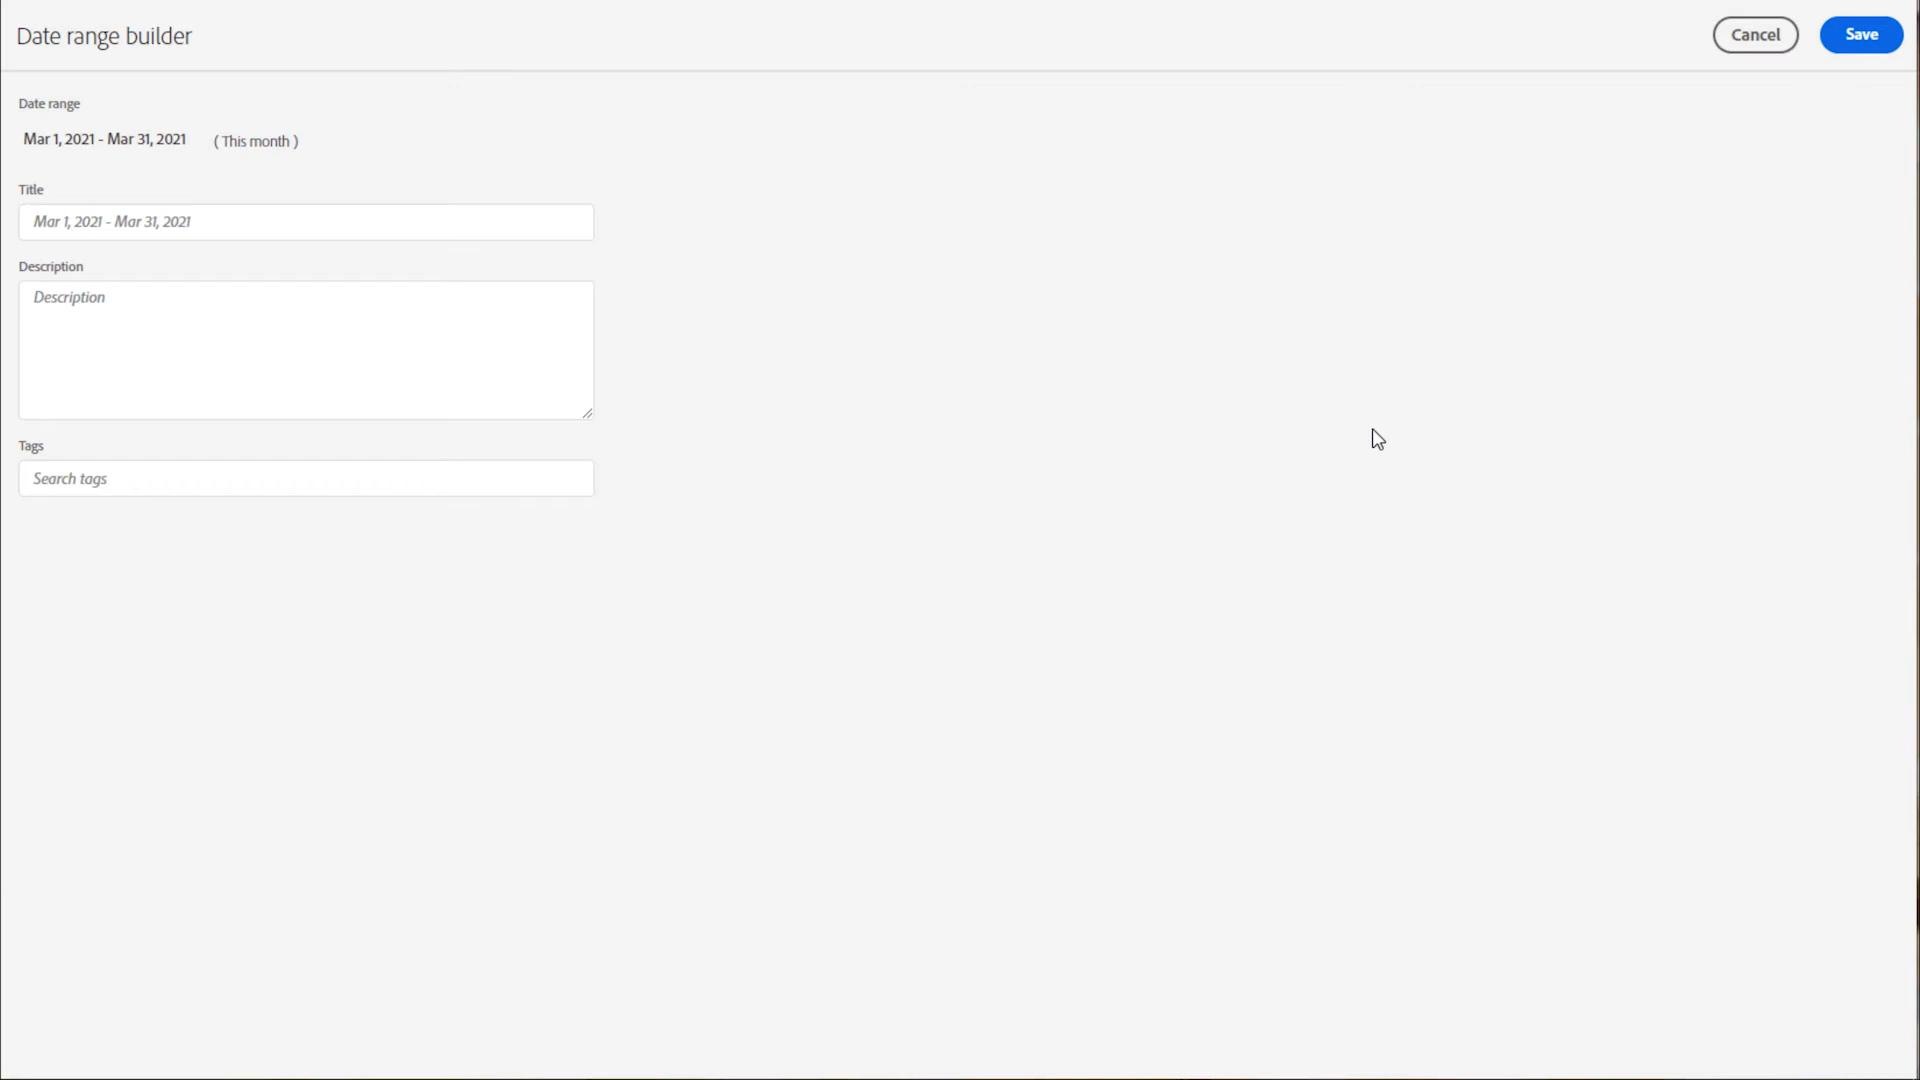 Date range builder
Cancel
Save
Date range
Mar 1, 2021 - Mar 31, 2021 ( This month )
Title
Mar 1, 2021 - Mar 31, 2021
Description
Description
Tags
Search tags